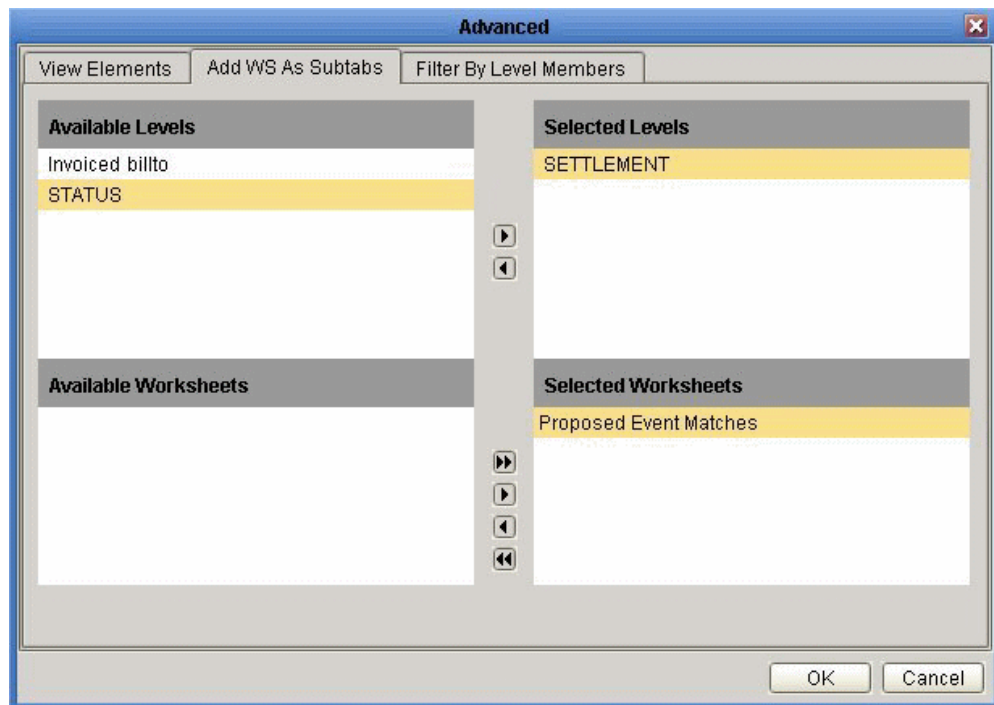 Advanced
View Elements
Add WS As Subtabs
Filter By Level Members
Available Levels
Invoiced billto
STATUS
Selected Levels
SETTLEMENT
Available Worksheets
Selected Worksheets
Proposed Event Matches
OK
Cancel